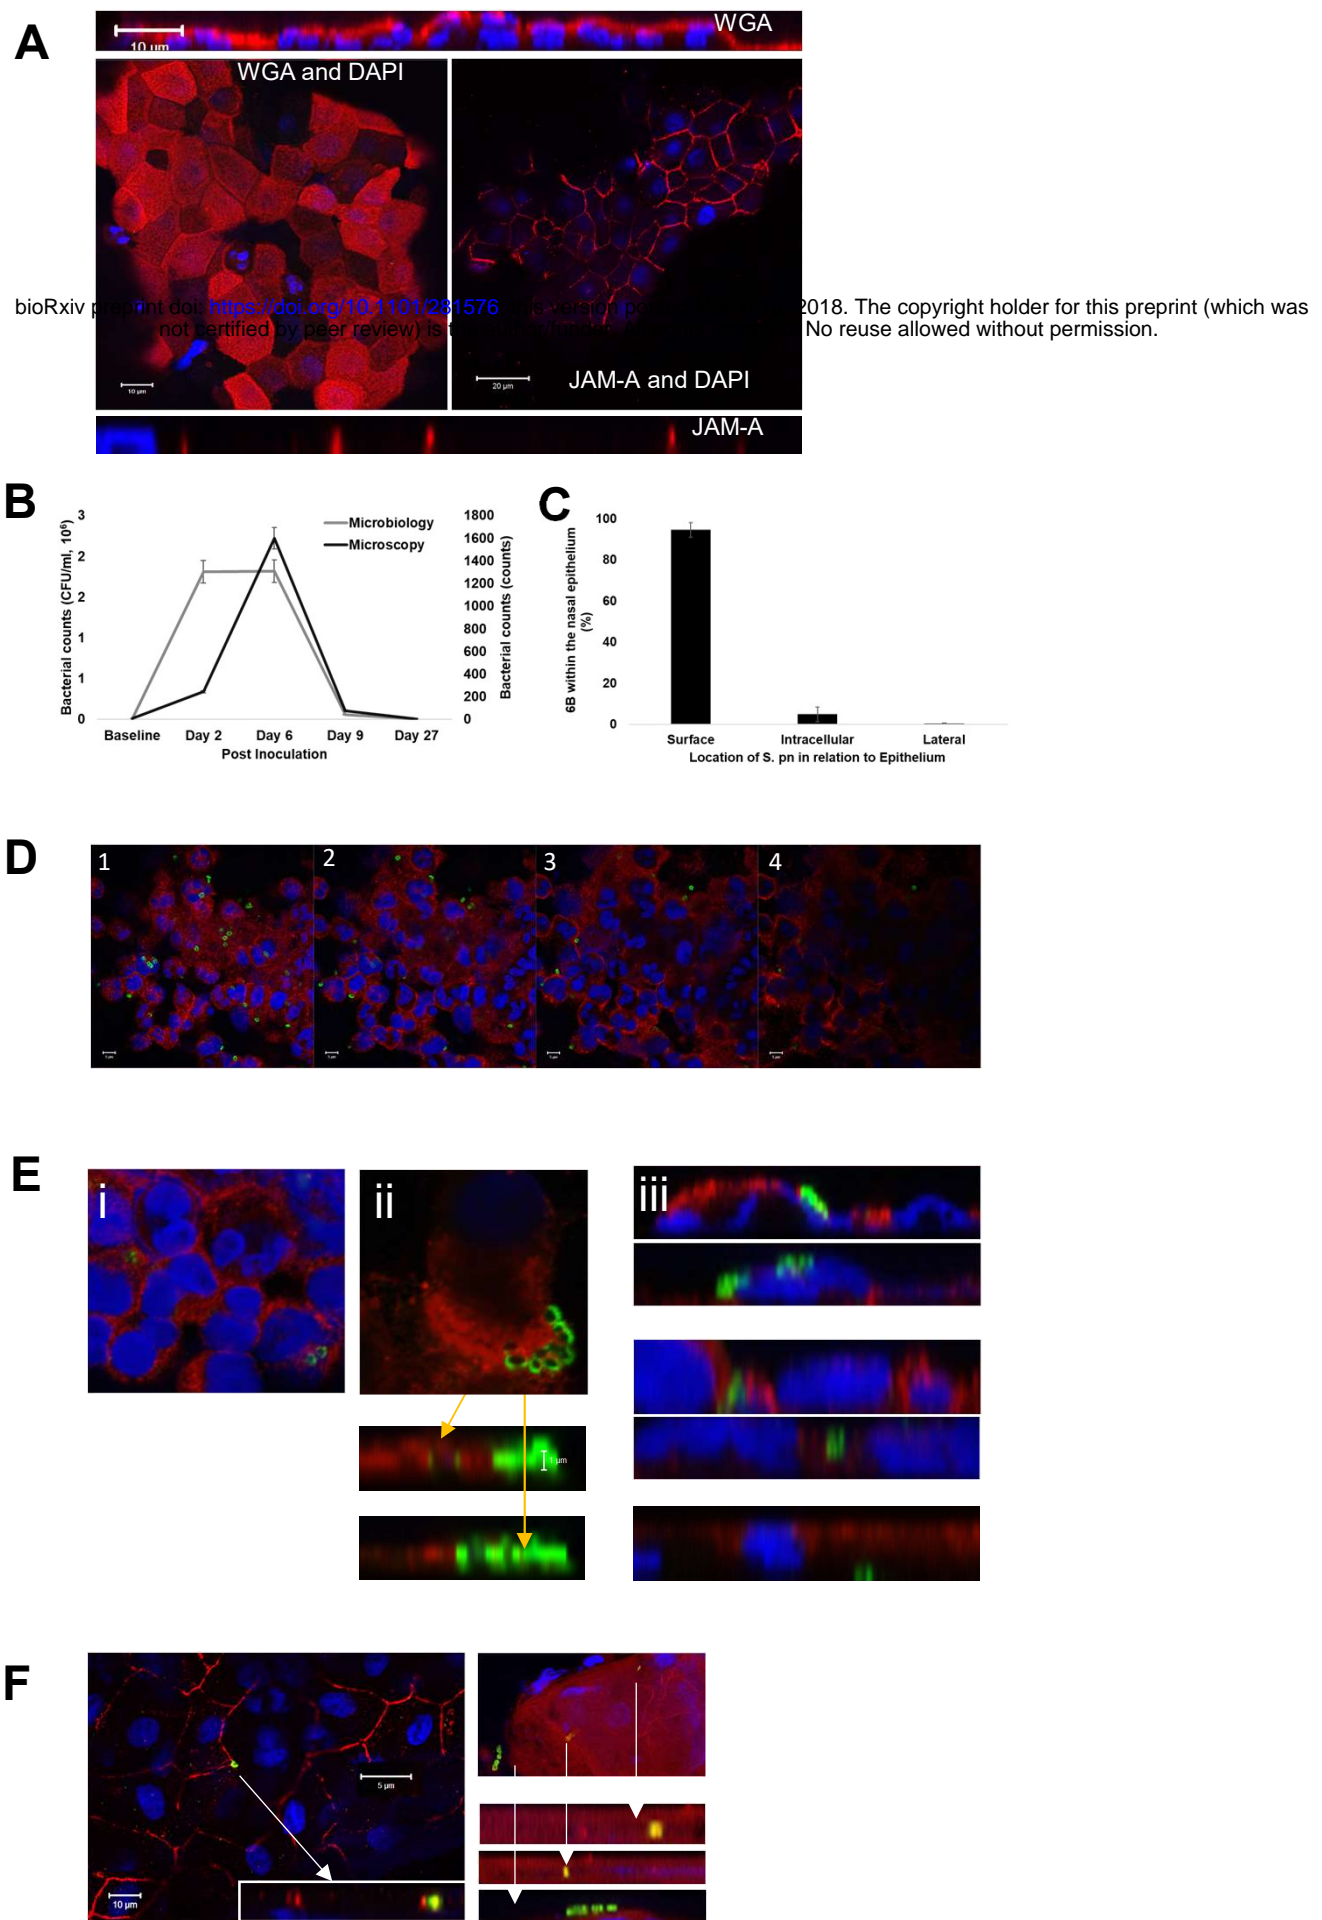 A
WGA
10 µm
WGA and DAPI
bioRxiv preprint doi: https://doi.org/10.1101/281576 this version 2018. The copyright holder for this preprint (which was
not certified by peer review) is No reuse allowed without permission.
10 µm
20 µm
JAM-A and DAPI
JAM-A
B
Bacterial counts (CFU/ml, 10⁶)
3
2
2
1
1
0
Microbiology
Microscopy
1800
1600
1400
1200
1000
800
600
400
200
0
Bacterial counts (counts)
Baseline Day 2 Day 6 Day 9 Day 27
Post Inoculation
C
6B within the nasal epithelium
(%)
100
80
60
40
20
0
Surface Intracellular Lateral
Location of S. pn in relation to Epithelium
D
1 2 3 4
E
i ii iii
1 µm
F
5 µm
10 µm